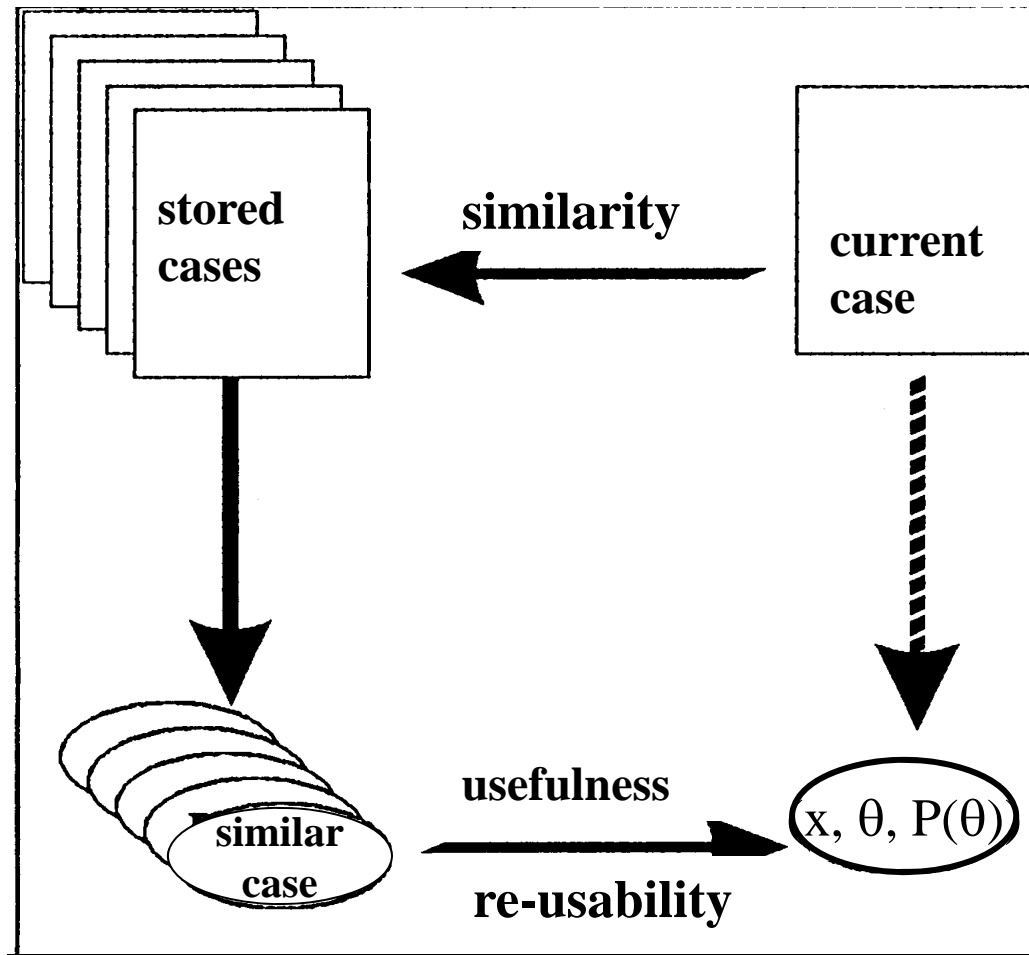 stored
cases
similarity
current
case
usefulness
re-usability
similar
case
x, θ, P(θ)